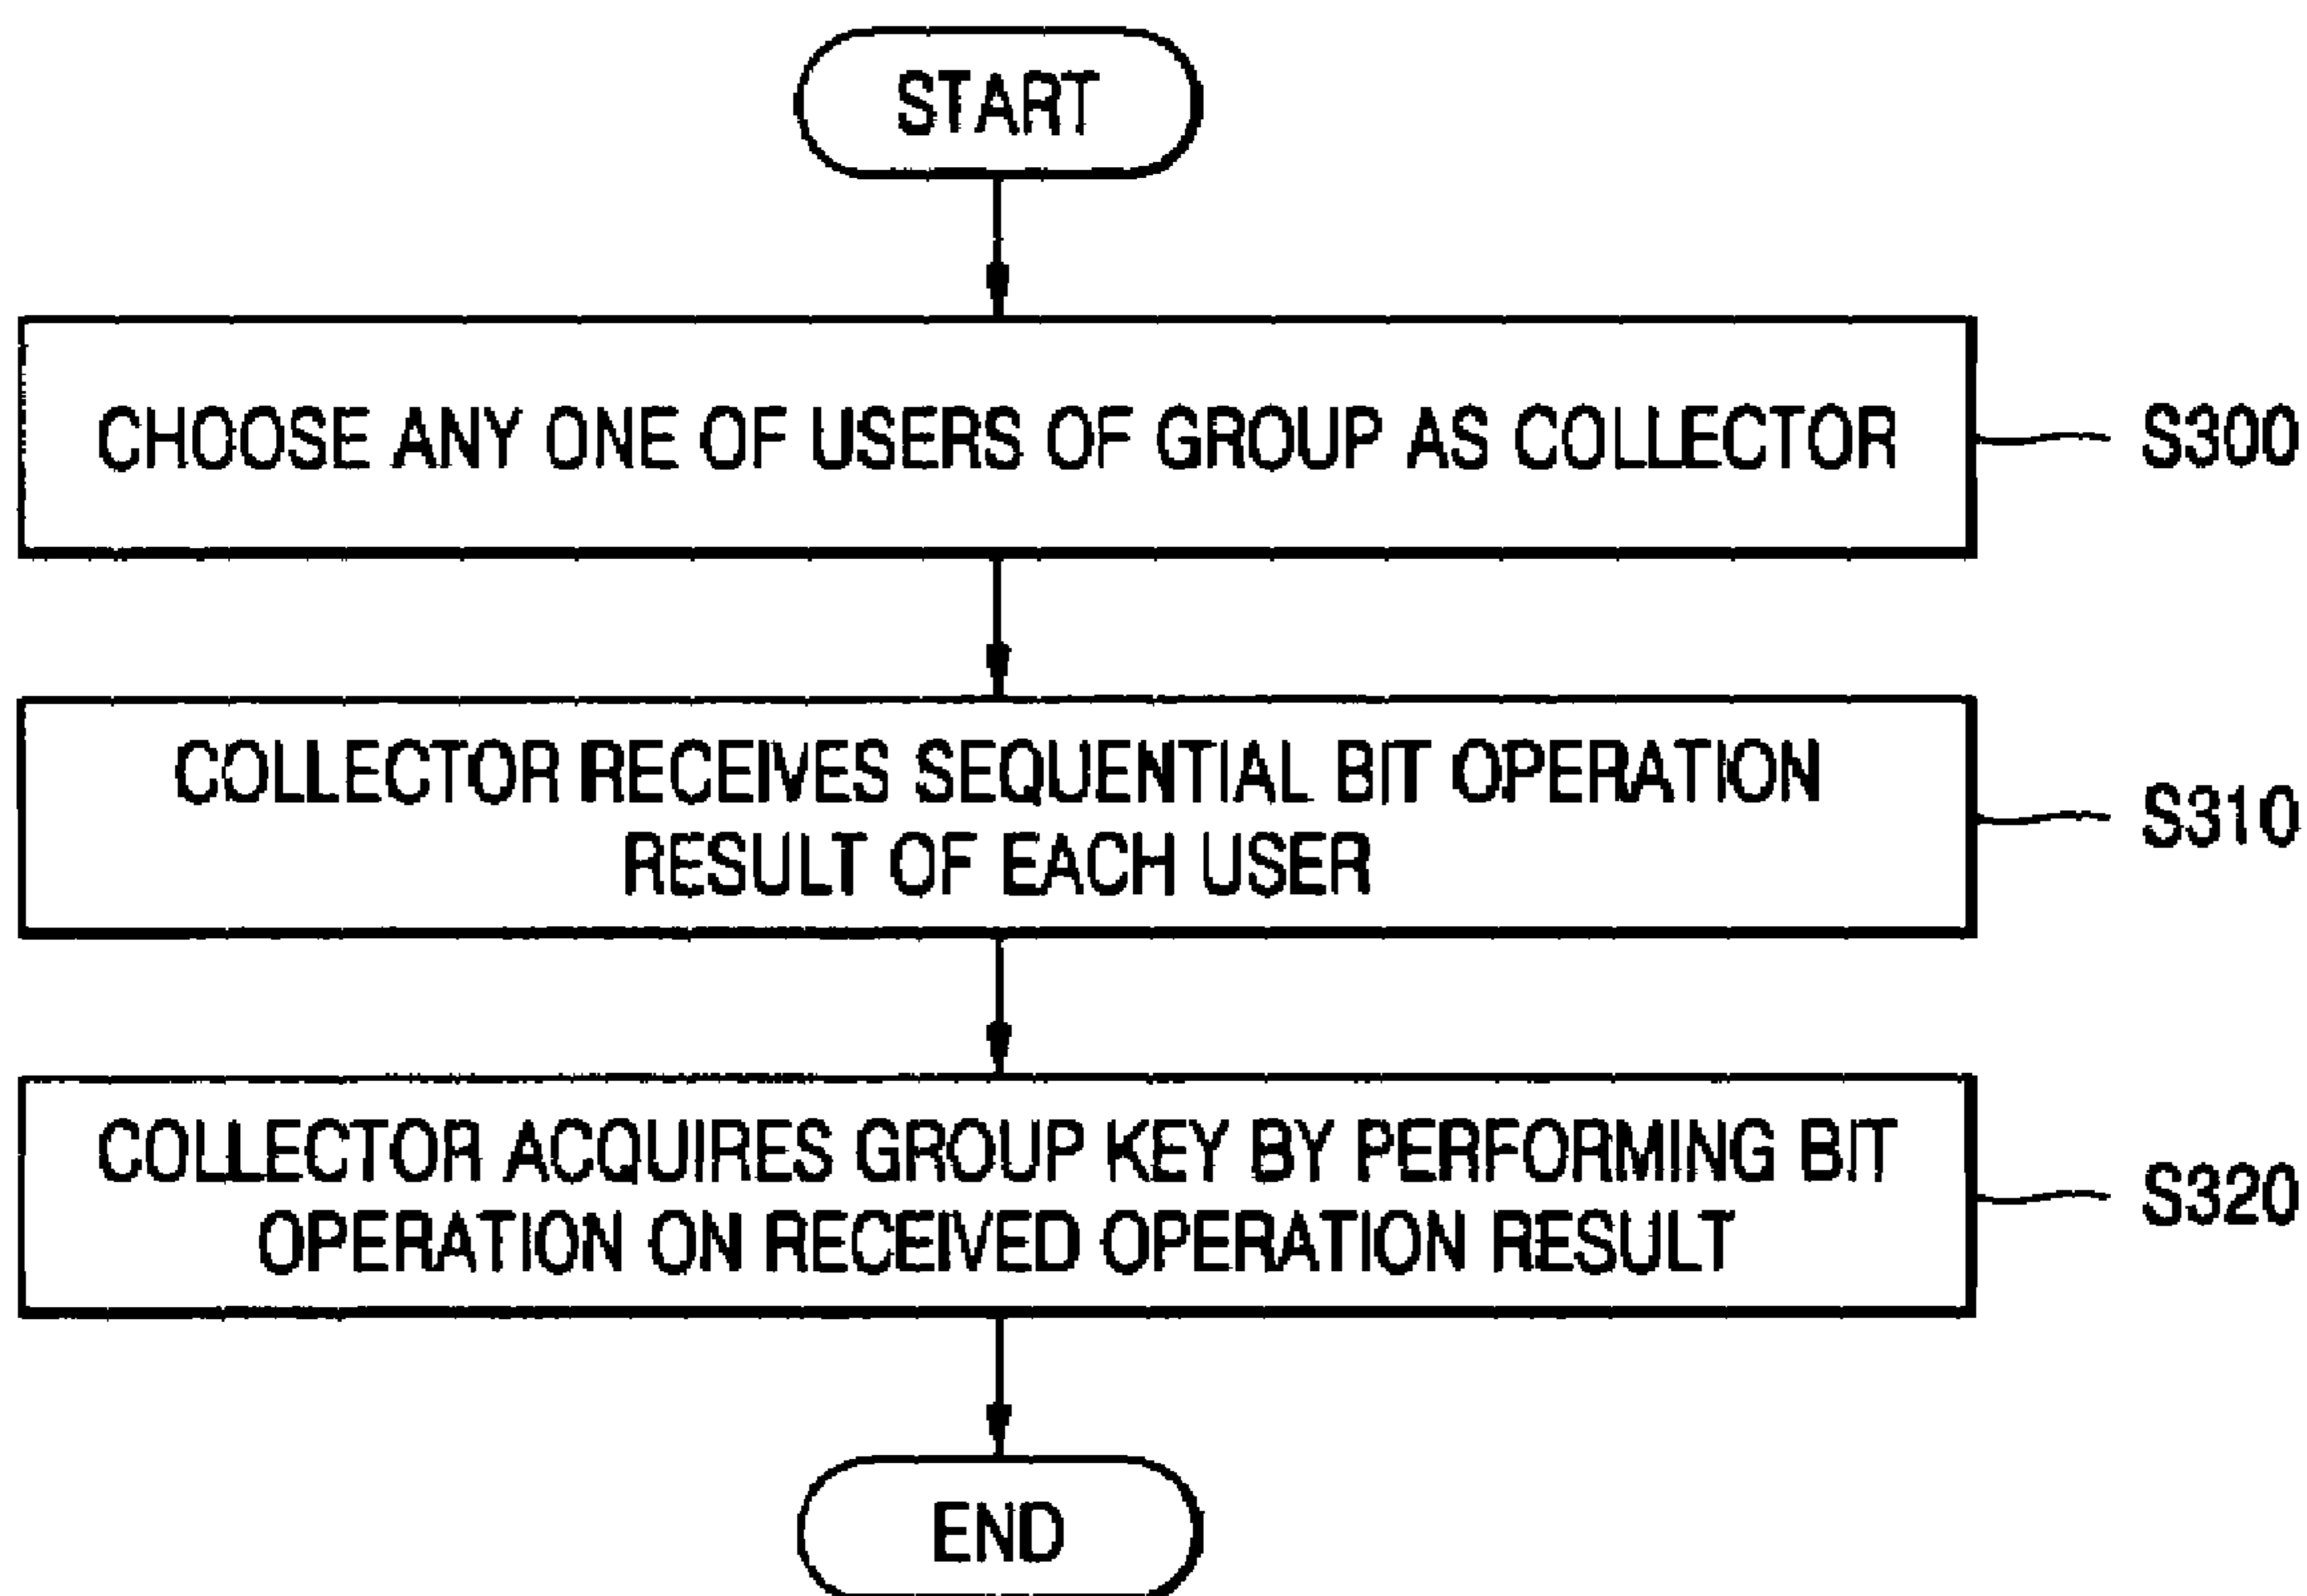 START
CHOOSE ANY ONE OF USERS OF GROUP AS COLLECTOR
S300
COLLECTOR RECEIVES SEQUENTIAL BIT OPERATION
RESULT OF EACH USER
S310
COLLECTOR ACQUIRES GROUP KEY BY PERFORMING BIT
OPERATION ON RECEIVED OPERATION RESULT
S320
END